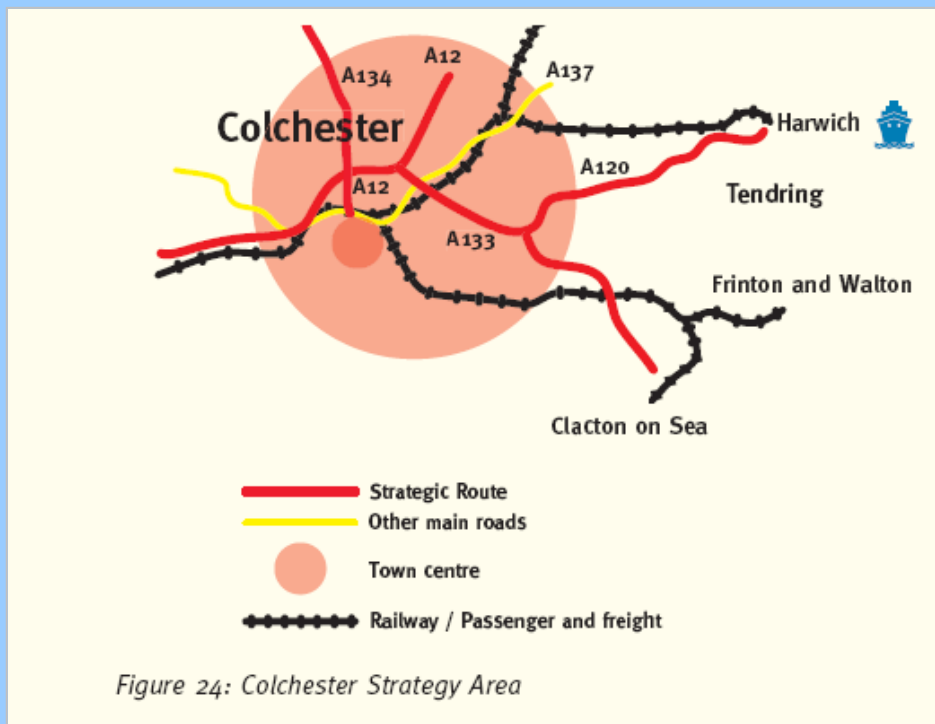 A12
A134
A137
Colchester
Harwich
A120
A12
Tendring
A133
Frinton and Walton
Clacton on Sea
Strategic Route
Other main roads
Town centre
Railway / Passenger and freight
Figure 24: Colchester Strategy Area